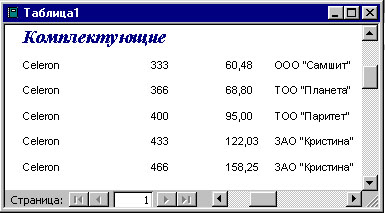 Таблица1
Комплектующие
Celeron 333 60,48 ООО "Самшит"
Celeron 366 68,80 ТОО "Планета"
Celeron 400 95,00 ТОО "Паритет"
Celeron 433 122,03 ЗАО "Кристина"
Celeron 466 158,25 ЗАО "Кристина"
Страница: 1